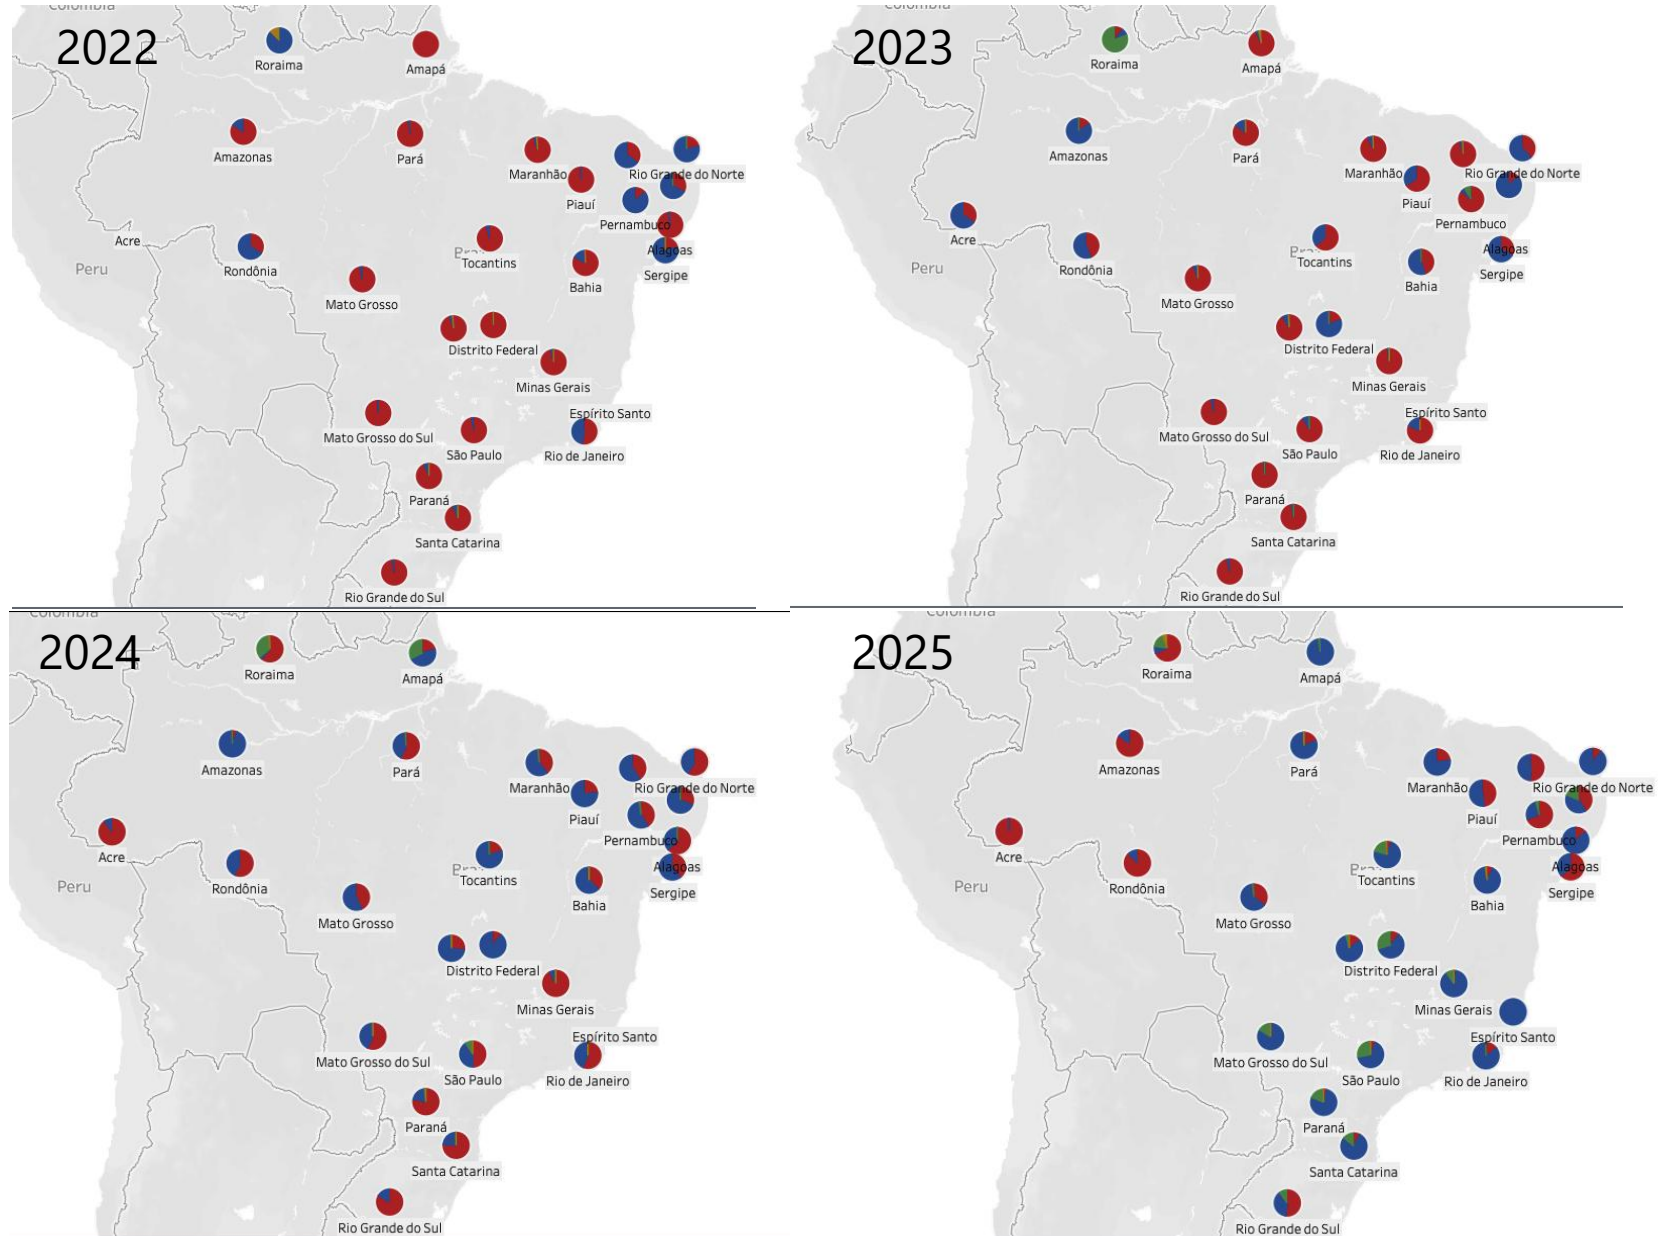 Colombia
2022
Roraima
Amapá
Amazonas
Pará
Maranhão
Rio Grande do Norte
Piauí
Pernambuco
Acre
Alagoas
Tocantins
Peru
Rondônia
Sergipe
Bahia
Mato Grosso
Distrito Federal
Minas Gerais
Espírito Santo
Mato Grosso do Sul
São Paulo
Rio de Janeiro
Paraná
Santa Catarina
Rio Grande do Sul
Colombia
2023
Roraima
Amapá
Amazonas
Pará
Maranhão
Rio Grande do Norte
Piauí
Pernambuco
Acre
Alagoas
Tocantins
Peru
Rondônia
Sergipe
Bahia
Mato Grosso
Distrito Federal
Minas Gerais
Espírito Santo
Mato Grosso do Sul
São Paulo
Rio de Janeiro
Paraná
Santa Catarina
Rio Grande do Sul
Colombia
2024
Roraima
Amapá
Amazonas
Pará
Maranhão
Rio Grande do Norte
Piauí
Pernambuco
Acre
Alagoas
Tocantins
Peru
Rondônia
Sergipe
Bahia
Mato Grosso
Distrito Federal
Minas Gerais
Espírito Santo
Mato Grosso do Sul
São Paulo
Rio de Janeiro
Paraná
Santa Catarina
Rio Grande do Sul
Colombia
2025
Roraima
Amapá
Amazonas
Pará
Maranhão
Rio Grande do Norte
Piauí
Pernambuco
Acre
Alagoas
Tocantins
Peru
Rondônia
Sergipe
Bahia
Mato Grosso
Distrito Federal
Minas Gerais
Espírito Santo
Mato Grosso do Sul
São Paulo
Rio de Janeiro
Paraná
Santa Catarina
Rio Grande do Sul